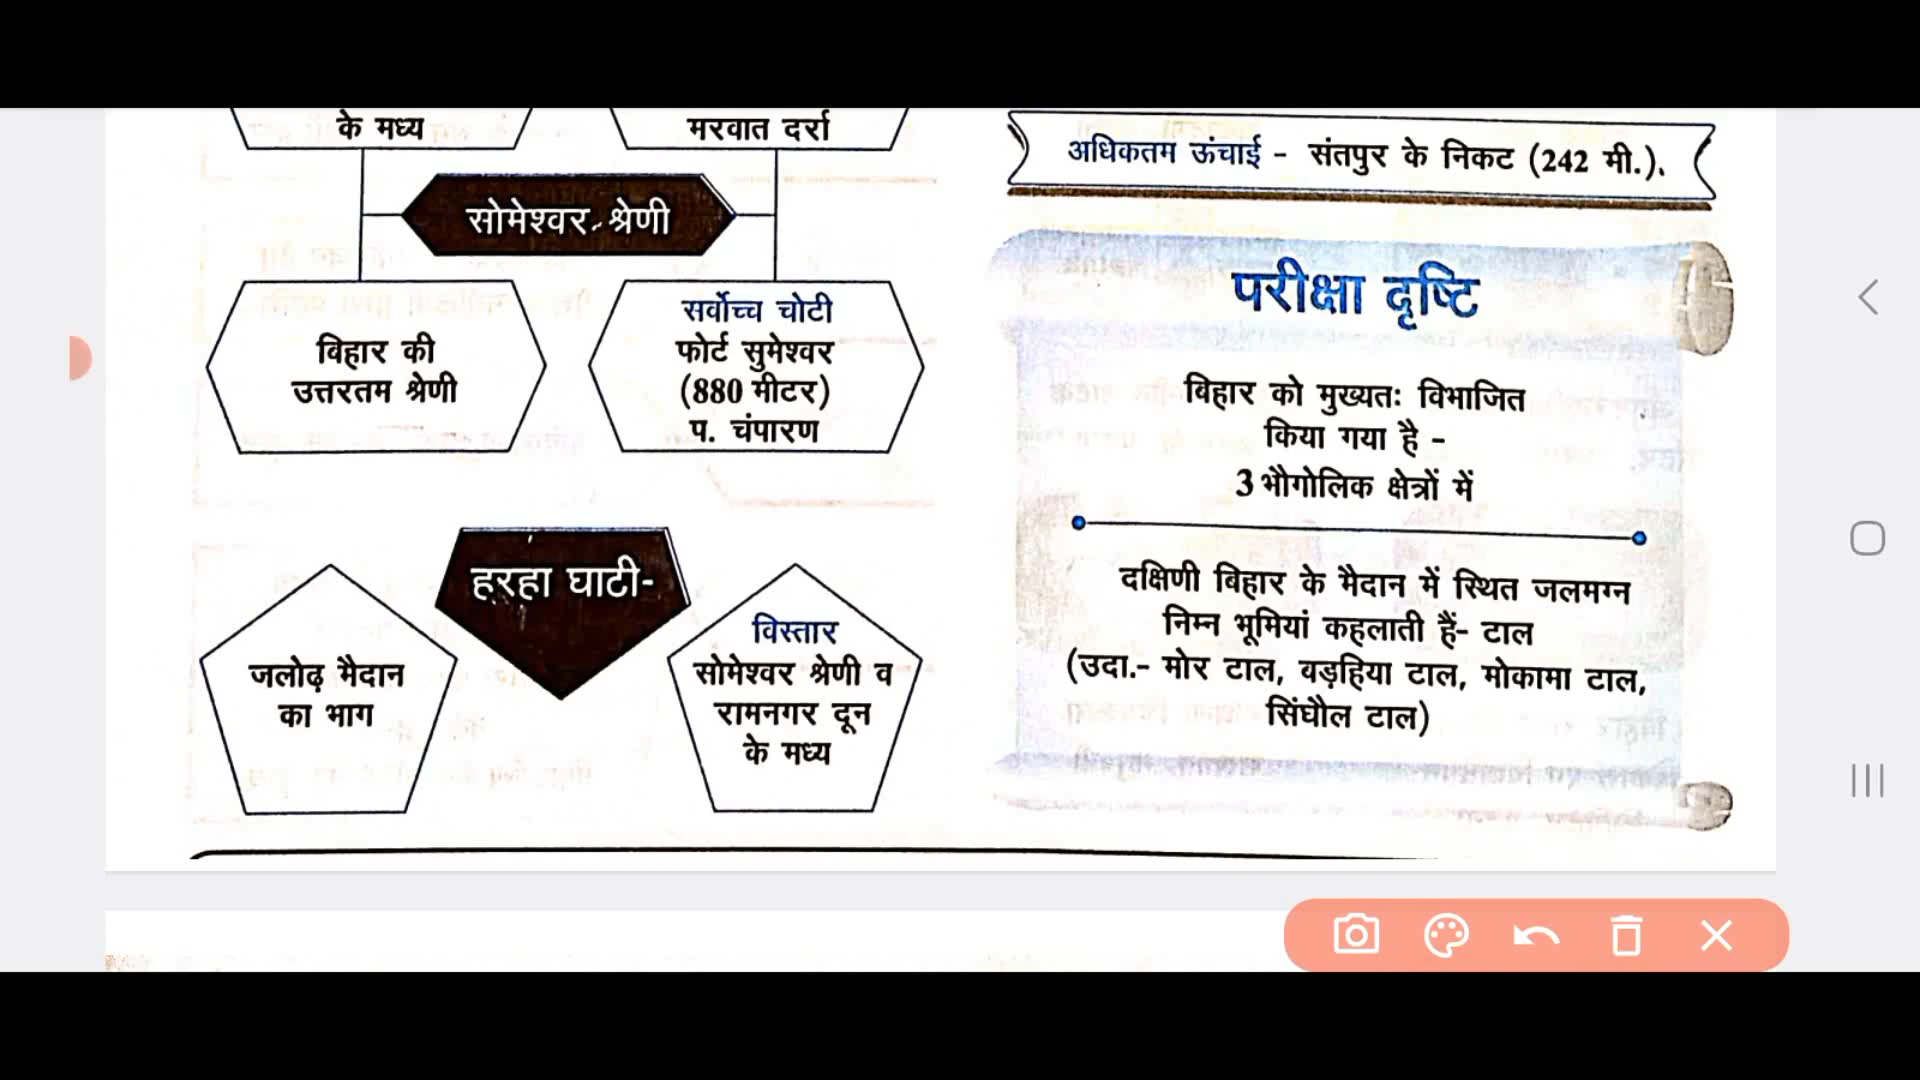 के मध्य
मरवात दर्रा
सोमेश्वर श्रेणी
बिहार की
उत्तरतम श्रेणी
सर्वोच्च चोटी
फोर्ट सुमेश्वर
(880 मीटर)
प. चंपारण
हरहा घाटी-
जलोढ़ मैदान
का भाग
विस्तार
सोमेश्वर श्रेणी व
रामनगर दून
के मध्य
अधिकतम ऊंचाई - संतपुर के निकट (242 मी.).
परीक्षा दृष्टि
बिहार को मुख्यतः विभाजित
किया गया है -
3 भौगोलिक क्षेत्रों में
दक्षिणी बिहार के मैदान में स्थित जलमग्न
निम्न भूमियां कहलाती हैं- टाल
(उदा.- मोर टाल, वड़हिया टाल, मोकामा टाल,
सिंघौल टाल)